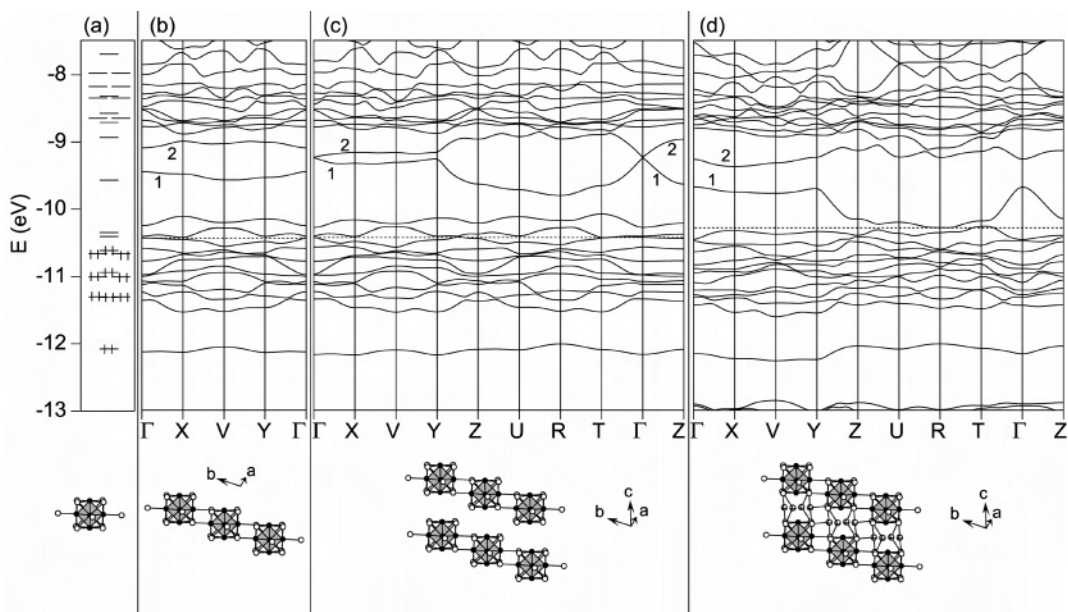 (a) (b) (c) (d)
E (eV)
-8
-9
-10
-11
-12
-13
2
1
2
1
2
1
2
1
Γ X V Y Γ
Γ X V Y Z U R T Γ Z
Γ X V Y Z U R T Γ Z
b a
c
b a
c
b a